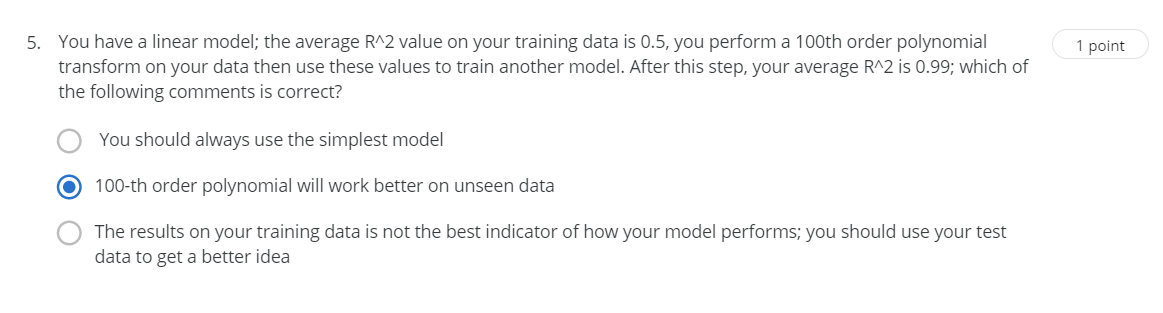 5. You have a linear model; the average R^2 value on your training data is 0.5, you perform a 100th order polynomial
transform on your data then use these values to train another model. After this step, your average R^2 is 0.99; which of
the following comments is correct?
1 point
You should always use the simplest model
100-th order polynomial will work better on unseen data
The results on your training data is not the best indicator of how your model performs; you should use your test
data to get a better idea